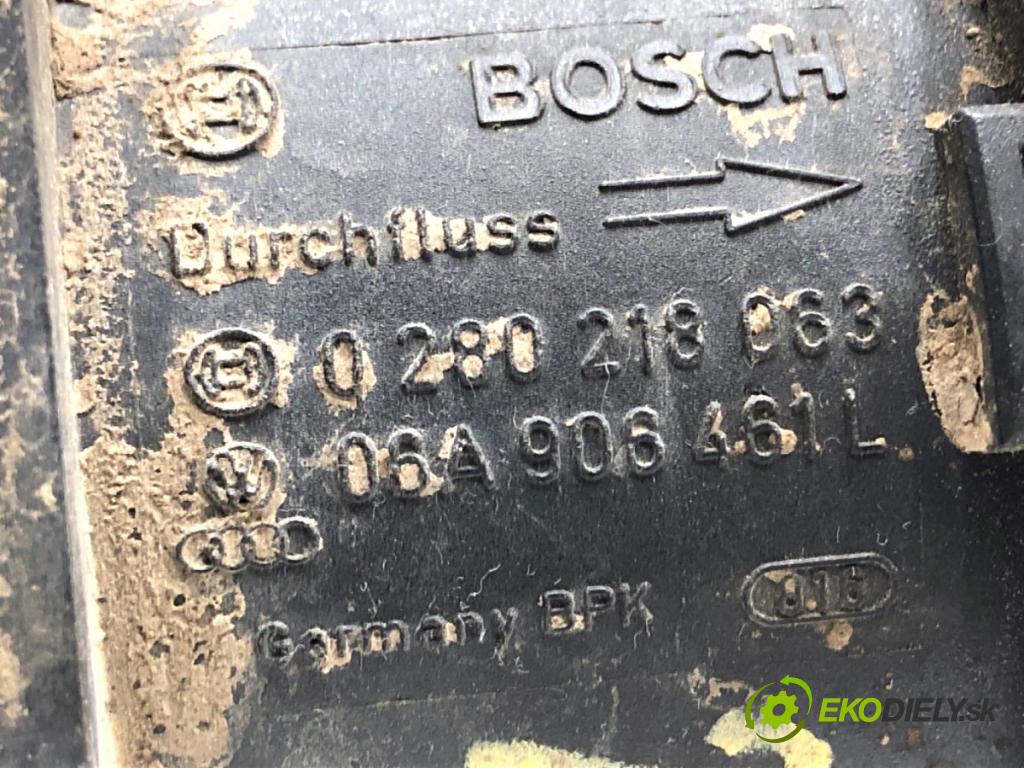 BOSCH
Durchfluss
0 280 218 063
06A 906 461 L
Germany BPK
EKODIELY.sk